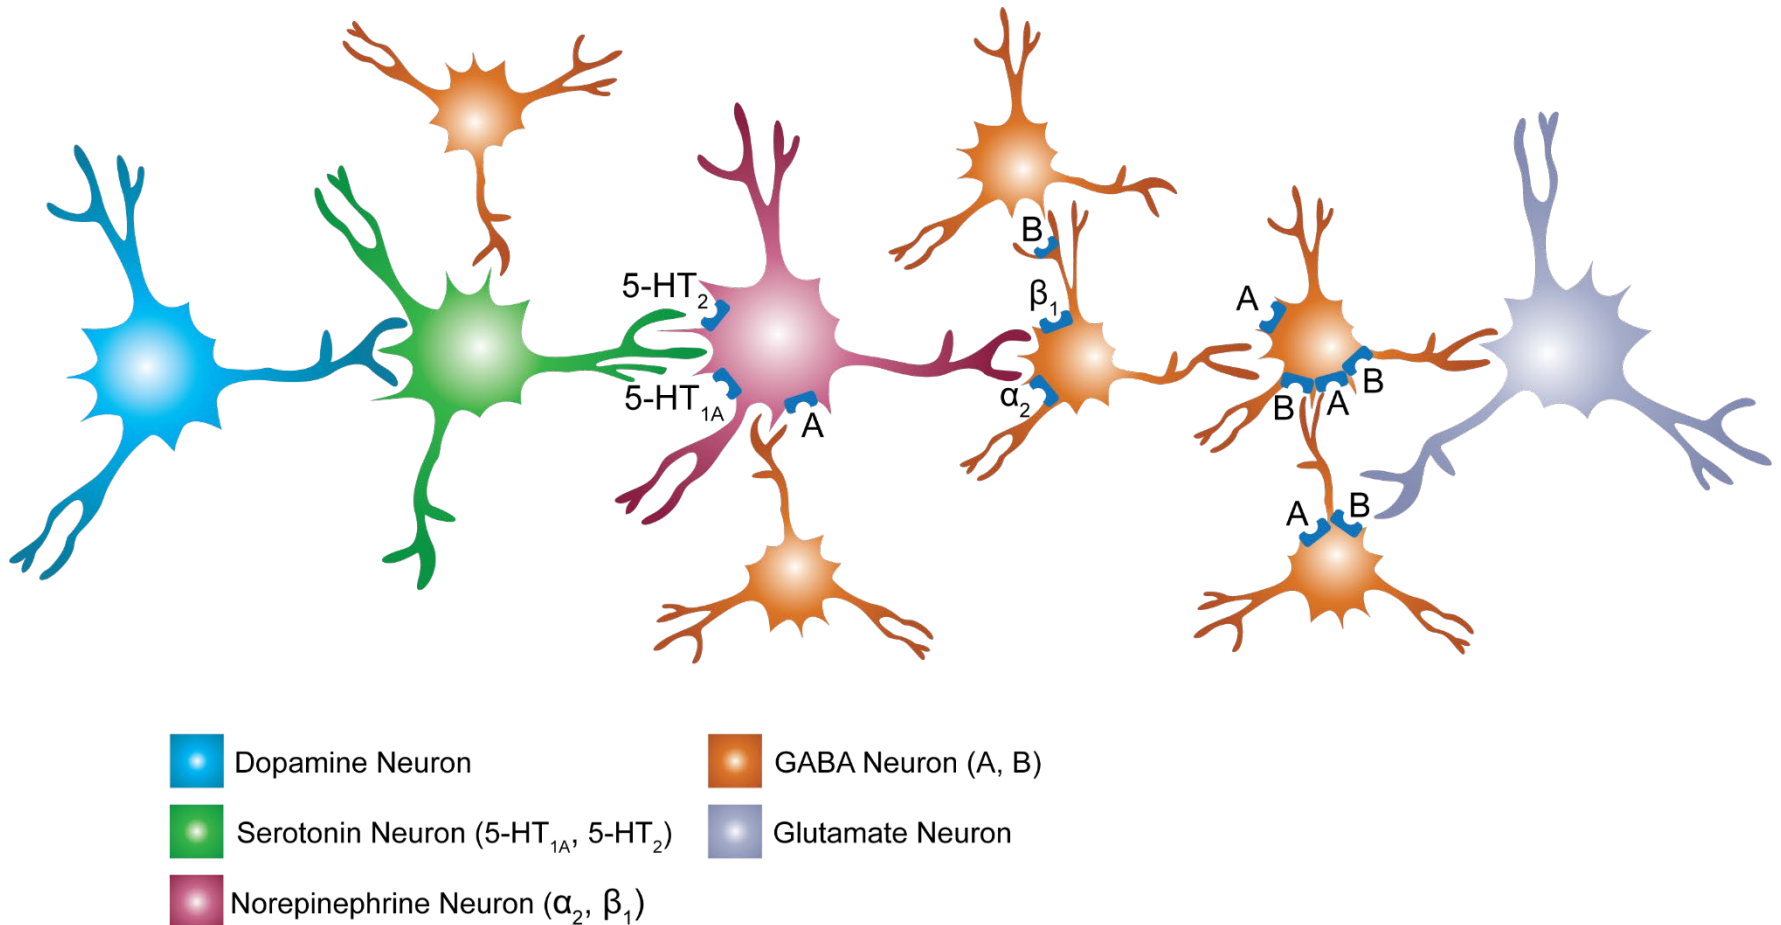 B
5-HT2
β1
A
5-HT1A
α2
A
B
A
B
A
B
Dopamine Neuron
GABA Neuron (A, B)
Serotonin Neuron (5-HT1A, 5-HT2)
Glutamate Neuron
Norepinephrine Neuron (α2, β1)